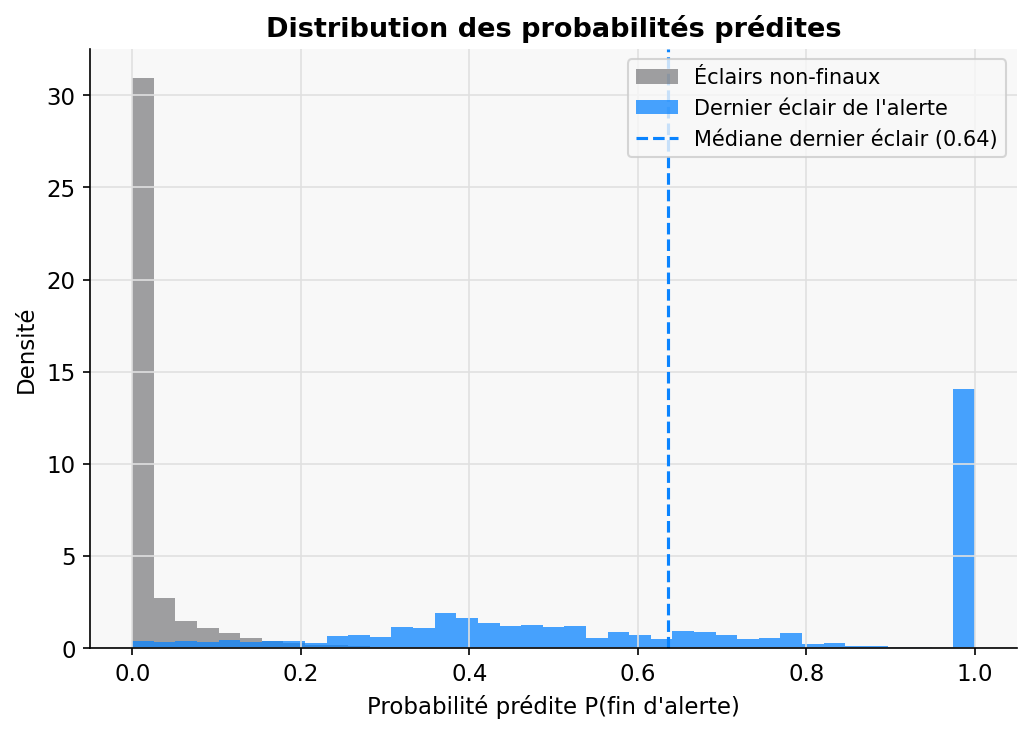 Distribution des probabilités prédites
Éclairs non-finaux
Dernier éclair de l'alerte
Médiane dernier éclair (0.64)
Densité
30
25
20
15
10
5
0
0.0 0.2 0.4 0.6 0.8 1.0
Probabilité prédite P(fin d'alerte)